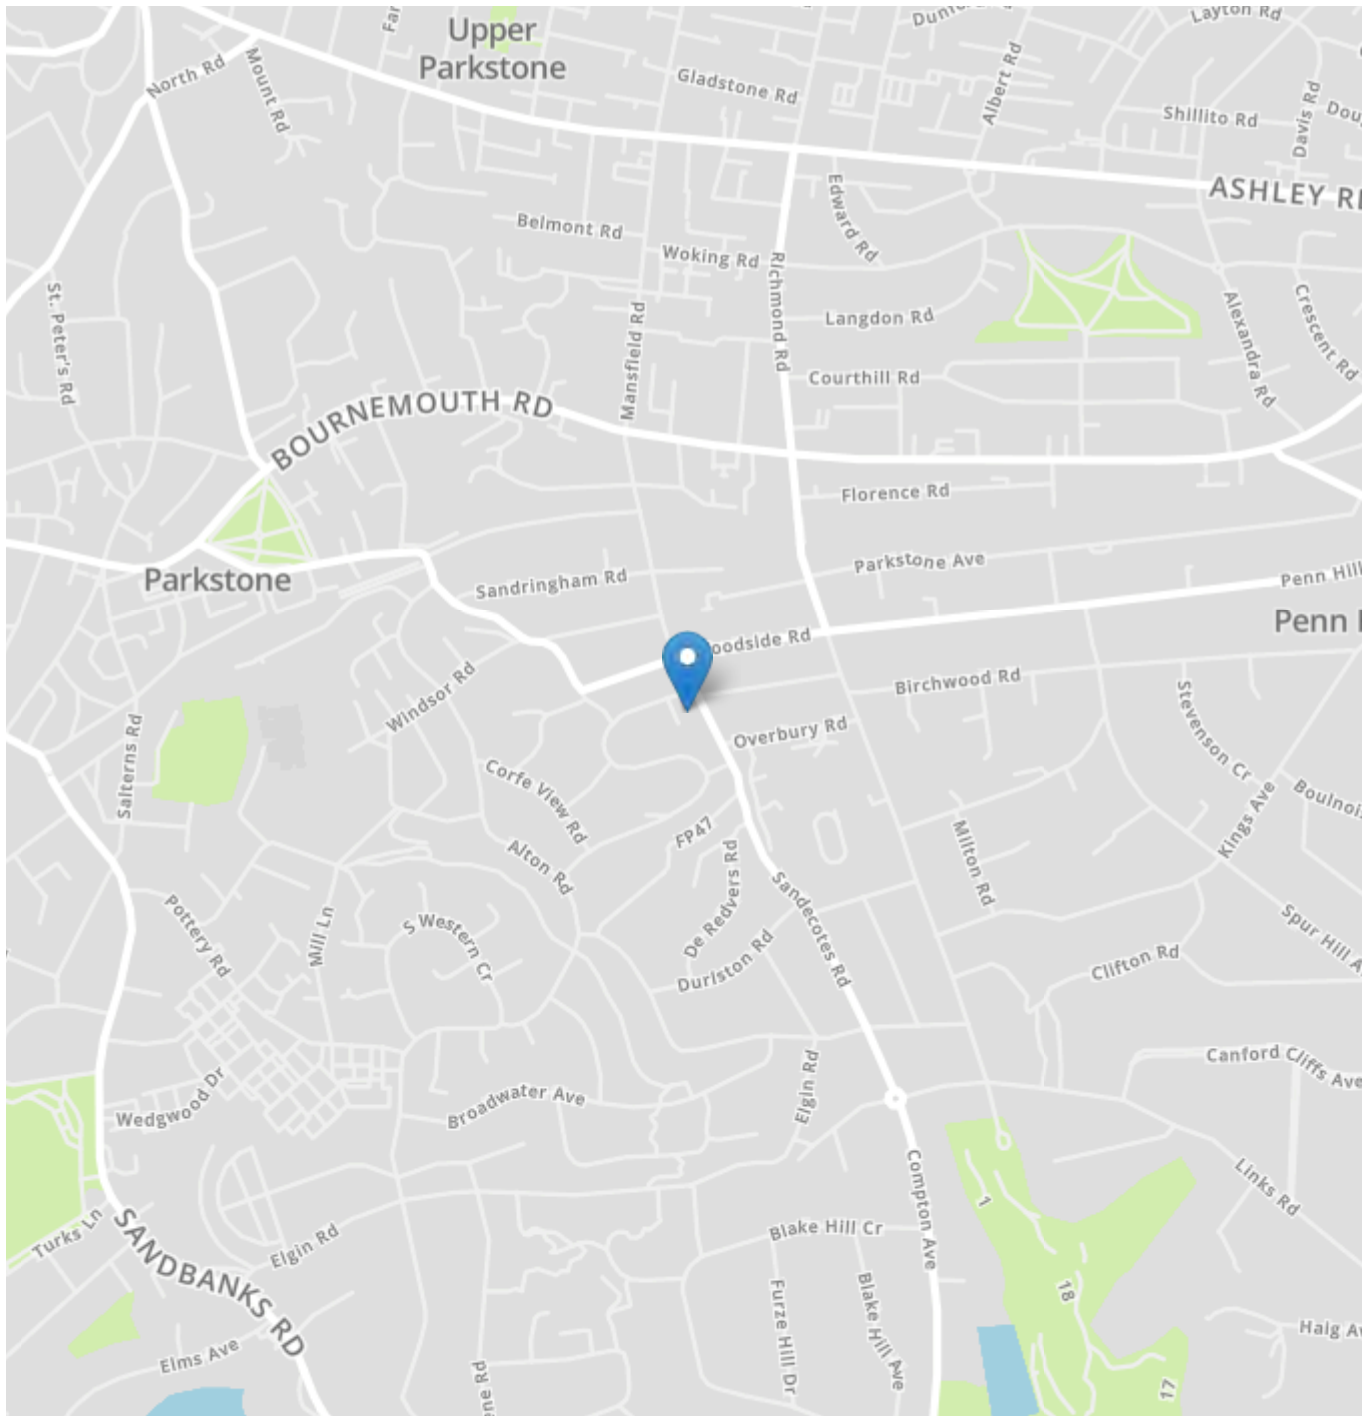 Upper
Parkstone
Layton Rd
North Rd
Mount Rd
Gladstone Rd
Albert Rd
Shillito Rd
Davis Rd
ASHLEY
Edward Rd
Belmont Rd
Woking Rd
Richmond Rd
St. Peter's Rd
Mansfield Rd
Langdon Rd
Alexandra Rd
Crescent Rd
Courthill Rd
BOURNEMOUTH RD
Florence Rd
Parkstone Ave
Parkstone
Sandringham Rd
Penn Hill
Penn
oodside Rd
Windsor Rd
Birchwood Rd
Stevenson Cr
Salterns Rd
Overbury Rd
Corfe View Rd
Kings Ave
FP47
Alton Rd
De Redvers Rd
Milton Rd
Sandecotes Rd
Pottery Rd
Mill Ln
S Western Cr
Durlston Rd
Clifton Rd
Spur Hill
Canford Cliffs Ave
Elgin Rd
Wedgwood Dr
Broadwater Ave
Compton Ave
1
Links Rd
Turks Ln
SANDBANKS RD
Elgin Rd
Blake Hill Cr
Furze Hill Dr
Blake Hill Ave
18
Haig
Elms Ave
17